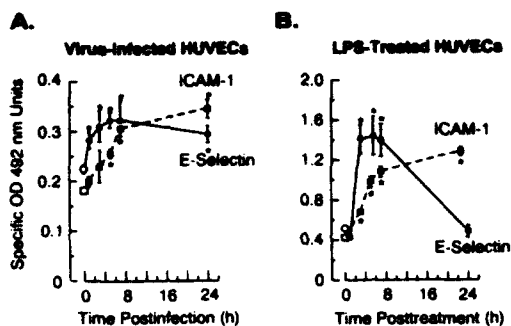 A.
Virus-Infected HUVECs
Specific OD 492 nm Units
0.4
0.3
0.2
0.1
0
ICAM-1
E-Selectin
0 8 16 24
Time Postinfection (h)
B.
LPS-Treated HUVECs
2.0
1.6
1.2
0.8
0.4
0
ICAM-1
E-Selectin
0 8 16 24
Time Posttreatment (h)